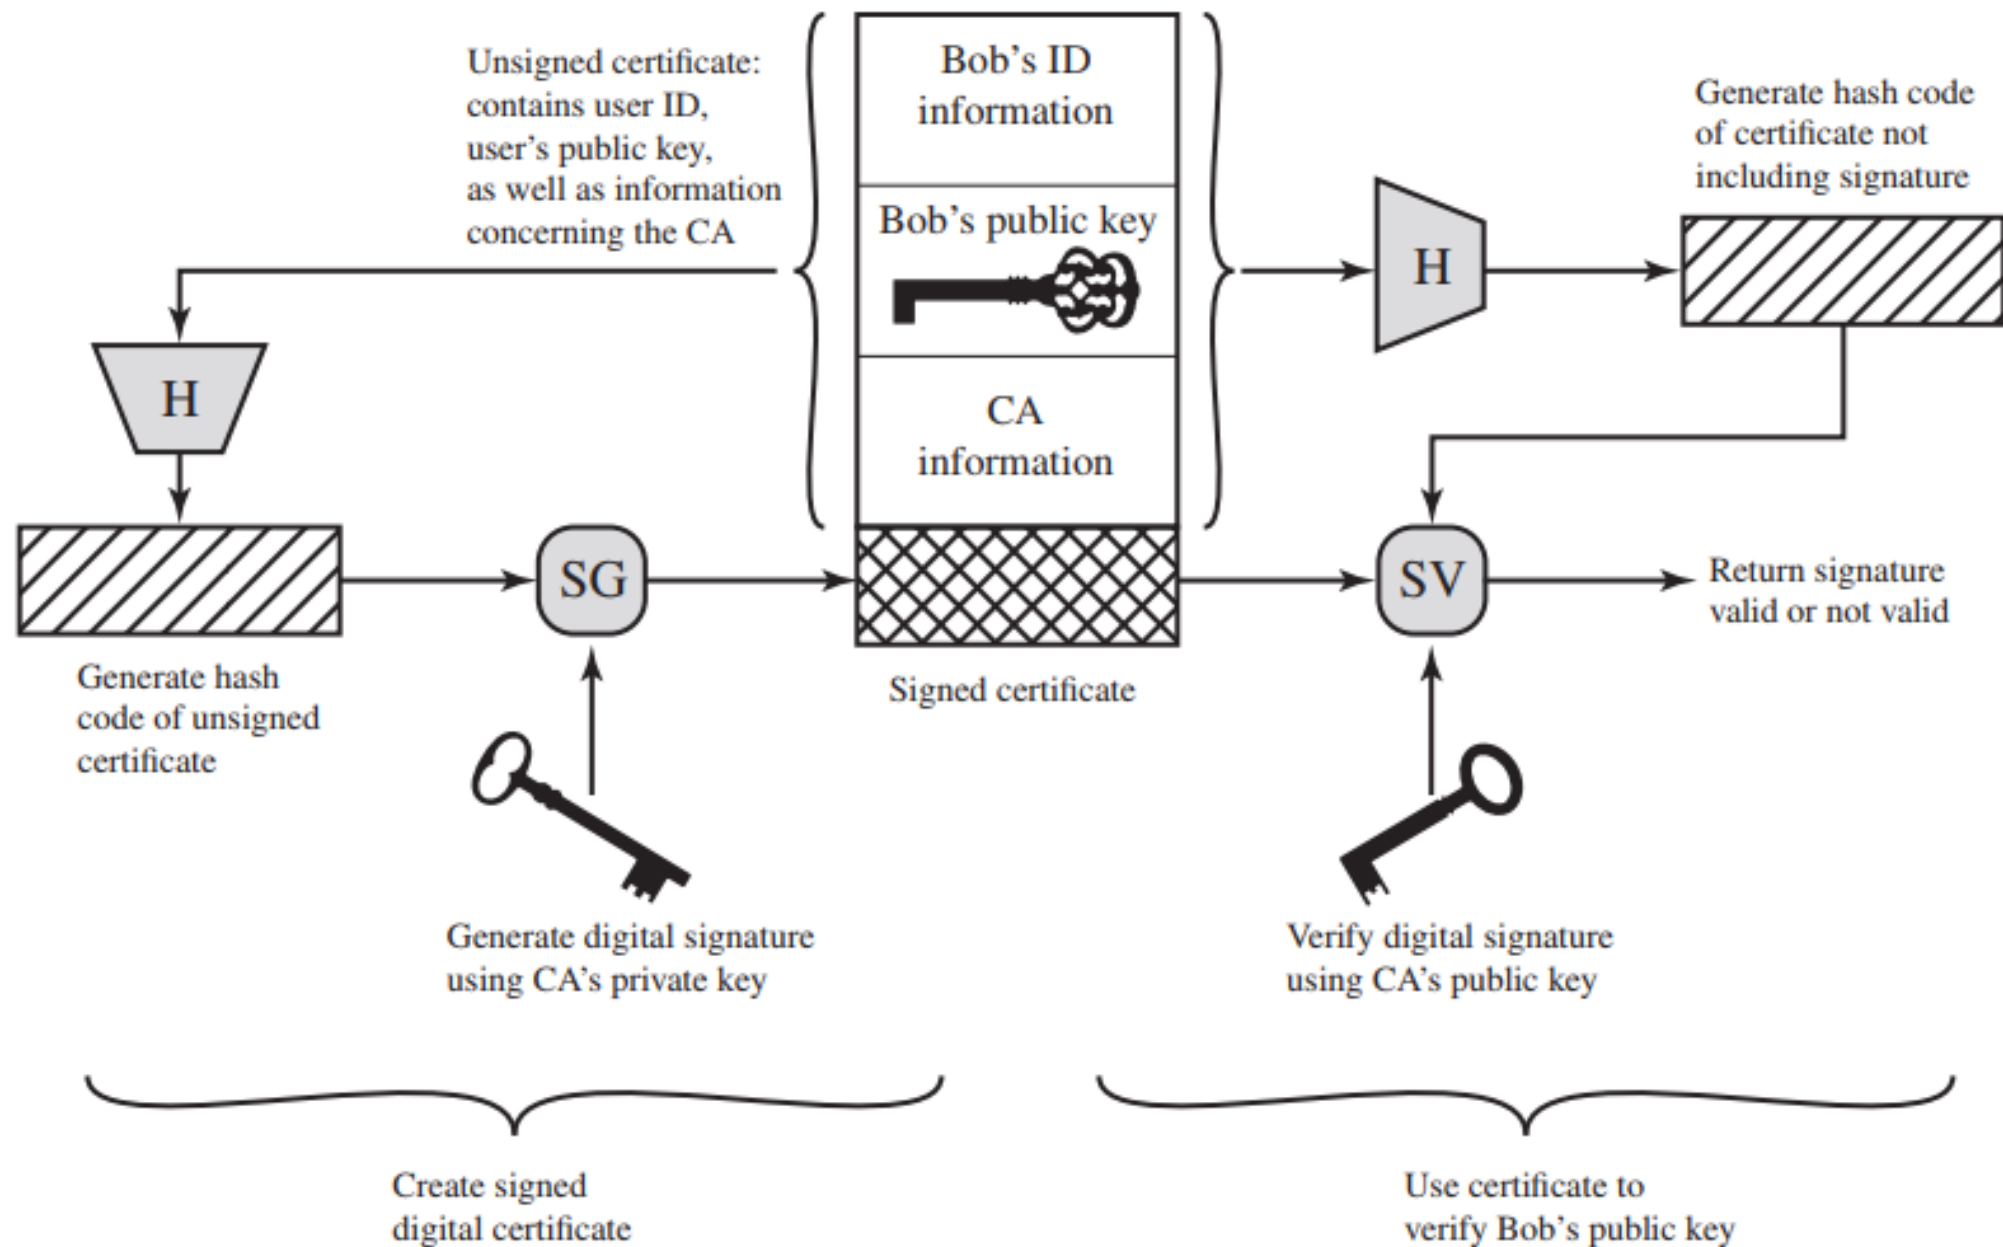 Unsigned certificate:
contains user ID,
user's public key,
as well as information
concerning the CA
Bob's ID
information
Bob's public key
CA
information
Generate hash code
of certificate not
including signature
H
H
SG
SV
Return signature
valid or not valid
Generate hash
code of unsigned
certificate
Signed certificate
Generate digital signature
using CA's private key
Verify digital signature
using CA's public key
Create signed
digital certificate
Use certificate to
verify Bob's public key